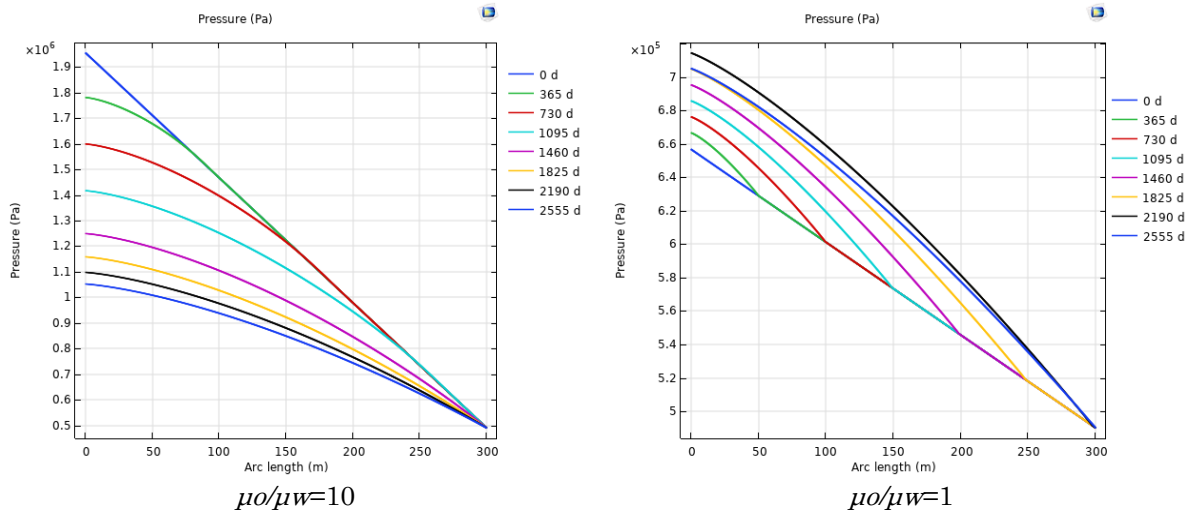 Pressure (Pa)
×10⁶
1.9
1.8
1.7
1.6
1.5
1.4
1.3
1.2
1.1
1
0.9
0.8
0.7
0.6
0.5
Pressure (Pa)
0
50
100
150
200
250
300
Arc length (m)
0 d
365 d
730 d
1095 d
1460 d
1825 d
2190 d
2555 d
μo/μw=10
Pressure (Pa)
×10⁵
7
6.8
6.6
6.4
6.2
6
5.8
5.6
5.4
5.2
5
Pressure (Pa)
0
50
100
150
200
250
300
Arc length (m)
0 d
365 d
730 d
1095 d
1460 d
1825 d
2190 d
2555 d
μo/μw=1